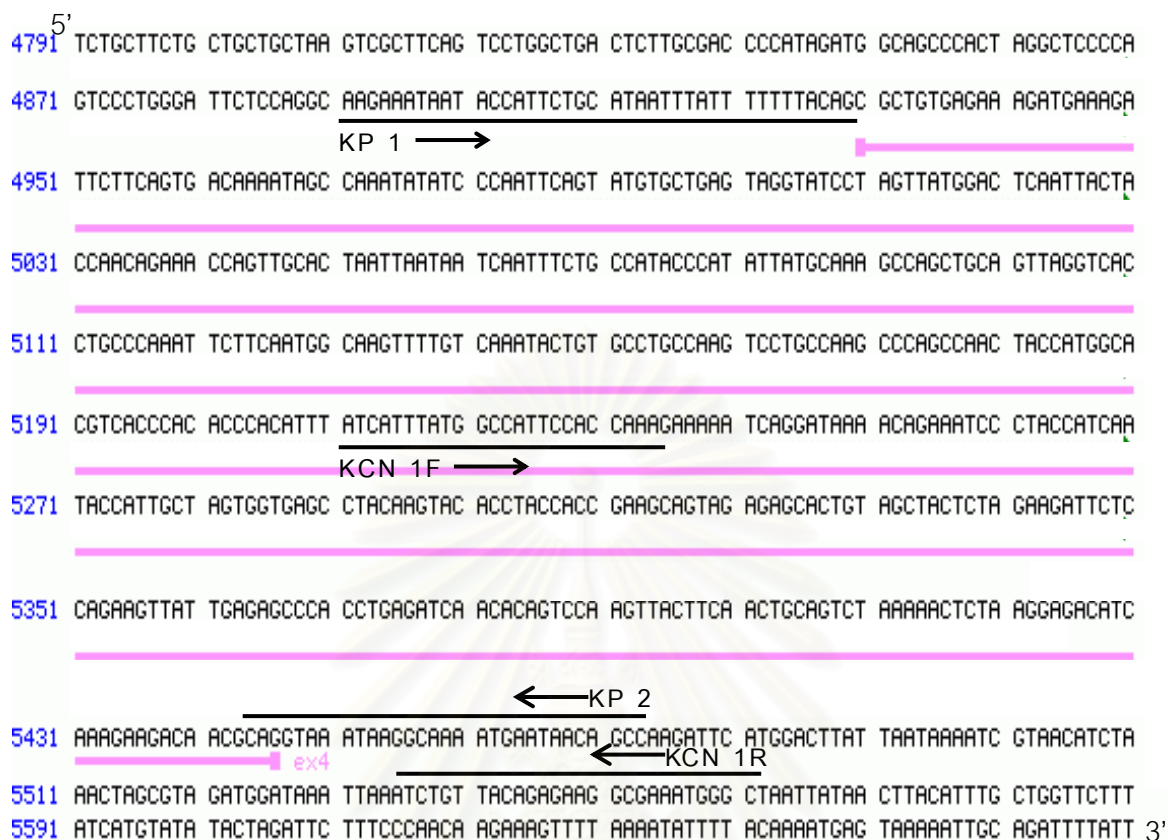 5'
4791 TCTGCTTCTG CTGCTGCTAA GTCGCTTCAG TCCTGGCTGA CTCTTGCGAC CCCATAGATG GCAGCCCACT AGGCTCCCCA
4871 GTCCCTGGGA TTCTCCAGGC AAGAAATAAT ACCATTCTGC ATAATTTATT TTTTTACAGC GCTGTGAGAA AGATGAAAGA
KP 1
4951 TTCTTCAGTG ACAAAATAGC CAAATATATC CCAATTCAGT ATGTGCTGAG TAGGTATCCT AGTTATGGAC TCAATTACTA
5031 CCAACAGAAA CCAGTTGCAC TAATTAATAA TCAATTTCTG CCATACCCAT ATTATGCAAA GCCAGCTGCA GTTAGGTCAC
5111 CTGCCCAAAT TCTTCAATGG CAAGTTTTGT CAAATACTGT GCCTGCCAAG TCCTGCCAAG CCCAGCCAAC TACCATGGCA
5191 CGTCACCCAC ACCCACATTT ATCATTTATG GCCATTCCAC CAAAGAAAAA TCAGGATAAA ACAGAAATCC CTACCATCAA
KCN 1F
5271 TACCATTGCT AGTGGTGAGC CTACAAGTAC ACCTACCACC GAAGCAGTAG AGAGCACTGT AGCTACTCTA GAAGATTCTC
5351 CAGAAGTTAT TGAGAGCCCA CCTGAGATCA ACACAGTCCA AGTTACTTCA ACTGCAGTCT AAAAACTCTA AGGAGACATC
KP 2
5431 AAAGAAGACA ACGCAGGTAA ATAAGGCAAA ATGAATAACA GCCAAGATTC ATGGACTTAT TAATAAAATC GTAACATCTA
ex4 KCN 1R
5511 AACTAGCGTA GATGGATAAA TTAAATCTGT TACAGAGAAG GCGAAATGGG CTAATTATAA CTTACATTTG CTGGTTCTTT
5591 ATCATGTATA TACTAGATTC TTTCCCAACA AGAAAGTTTT AAAATATTTT ACAAAATGAG TAAAAATTGC AGATTTTATT 3'